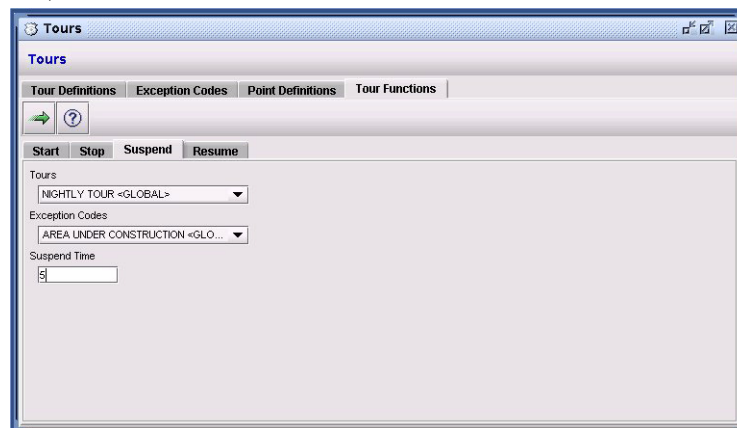 Tours
Tours
Tour Definitions Exception Codes Point Definitions Tour Functions
Start Stop Suspend Resume
Tours
NIGHTLY TOUR <GLOBAL>
Exception Codes
AREA UNDER CONSTRUCTION <GLO...
Suspend Time
5